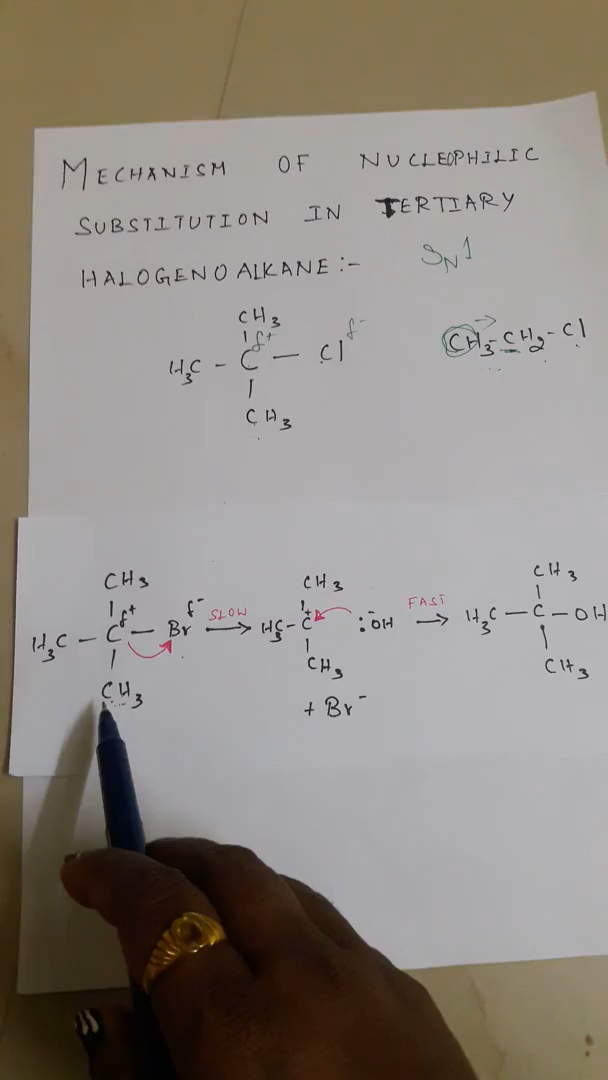 MECHANISM OF NUCLEOPHILIC
SUBSTITUTION IN TERTIARY
HALOGENOALKANE:- SN1
CH3
δ+ δ-
H3C - C - Cl
CH3
CH3-CH2-Cl
CH3
δ+ δ-
H3C - C - Br
CH3
SLOW
CH3
H3C - C+ :-OH
CH3
+ Br-
FAST
CH3
H3C - C - OH
CH3